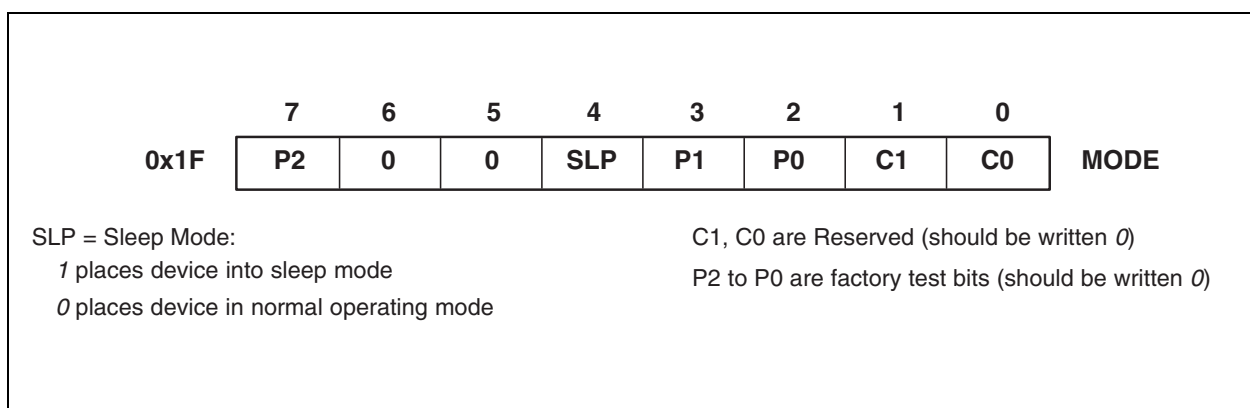 7 6 5 4 3 2 1 0
0x1F P2 0 0 SLP P1 P0 C1 C0 MODE
SLP = Sleep Mode:
1 places device into sleep mode
0 places device in normal operating mode
C1, C0 are Reserved (should be written 0)
P2 to P0 are factory test bits (should be written 0)